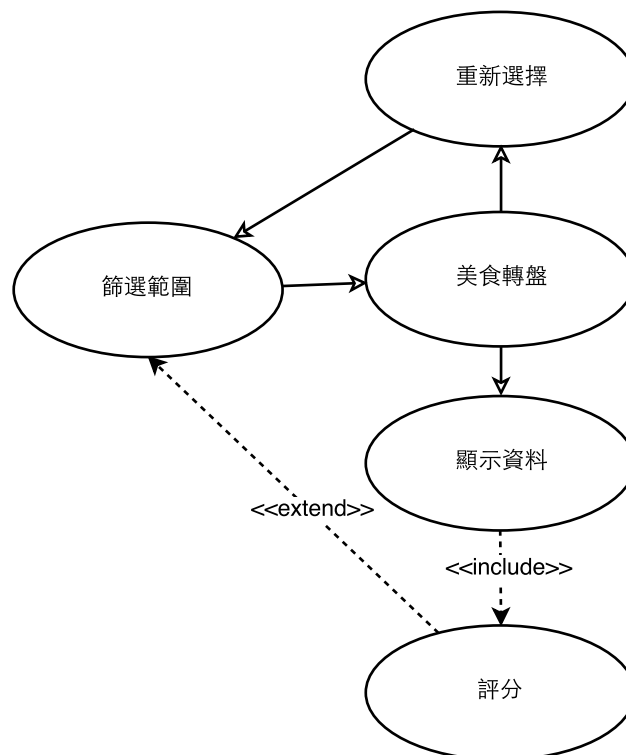 重新選擇
篩選範圍
美食轉盤
顯示資料
<<extend>>
<<include>>
評分